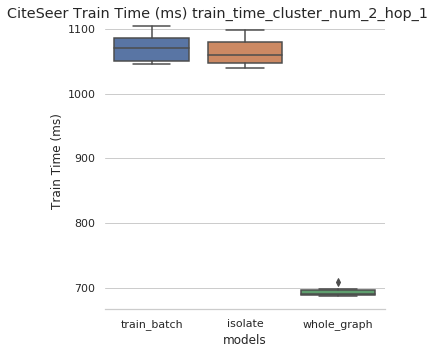 CiteSeer Train Time (ms) train_time_cluster_num_2_hop_1
1100
1000
900
800
700
Train Time (ms)
train_batch isolate whole_graph
models